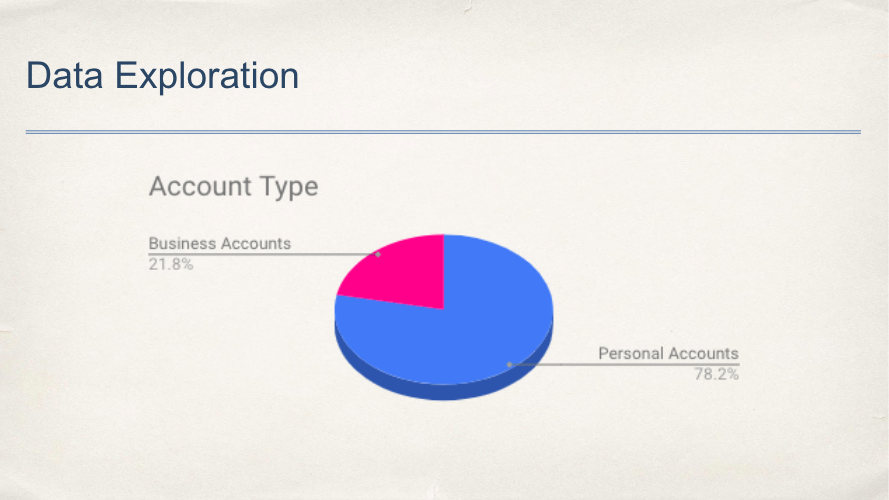 Data Exploration
Account Type
Business Accounts
21.8%
Personal Accounts
78.2%